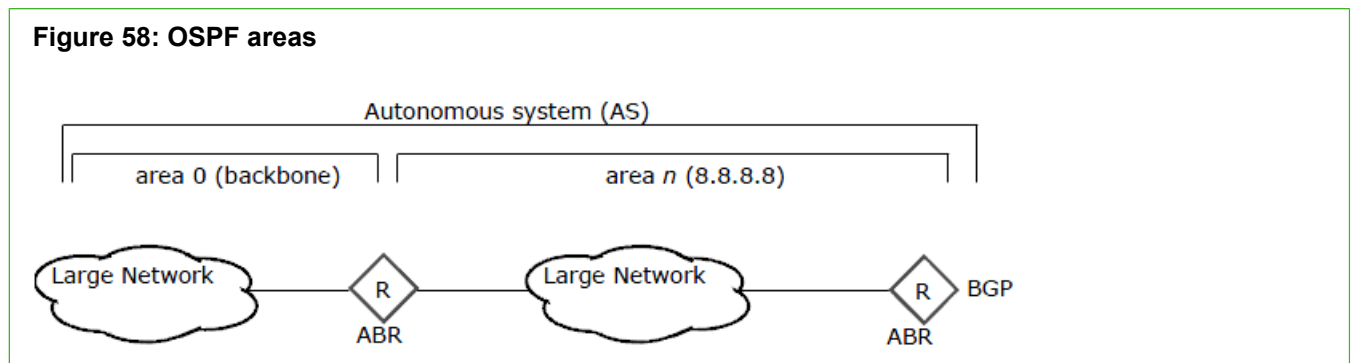 Figure 58: OSPF areas
Autonomous system (AS)
area 0 (backbone)
area n (8.8.8.8)
Large Network
R
Large Network
R
BGP
ABR
ABR